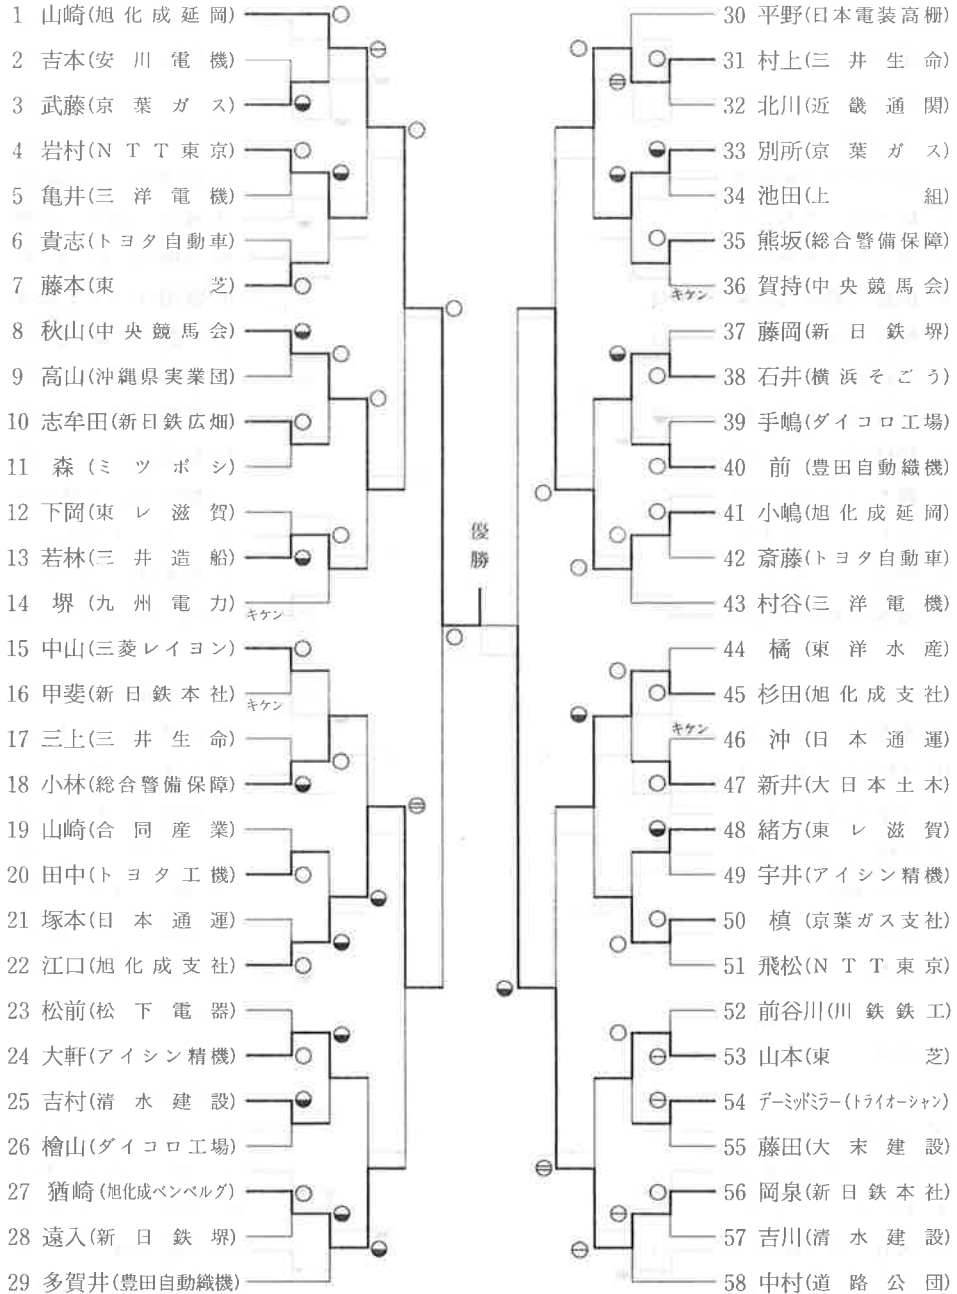 1 山崎(旭化成延岡)
2 吉本(安川電機)
3 武藤(京葉ガス)
4 岩村(NTT東京)
5 亀井(三洋電機)
6 貴志(トヨタ自動車)
7 藤本(東芝)
8 秋山(中央競馬会)
9 高山(沖縄県実業団)
10 志牟田(新日鉄広畑)
11 森(ミツボシ)
12 下岡(東レ滋賀)
13 若林(三井造船)
14 堺(九州電力)
キケン
15 中山(三菱レイヨン)
16 甲斐(新日鉄本社)
キケン
17 三上(三井生命)
18 小林(総合警備保障)
19 山崎(合同産業)
20 田中(トヨタ工機)
21 塚本(日本通運)
22 江口(旭化成支社)
23 松前(松下電器)
24 大軒(アイシン精機)
25 吉村(清水建設)
26 檜山(ダイコロ工場)
27 猶崎(旭化成ベンベルグ)
28 遠入(新日鉄堺)
29 多賀井(豊田自動織機)
優勝
30 平野(日本電装高棚)
31 村上(三井生命)
32 北川(近畿通関)
33 別所(京葉ガス)
34 池田(上組)
35 熊坂(総合警備保障)
キケン
36 賀持(中央競馬会)
37 藤岡(新日鉄堺)
38 石井(横浜そごう)
39 手嶋(ダイコロ工場)
40 前(豊田自動織機)
41 小嶋(旭化成延岡)
42 斎藤(トヨタ自動車)
43 村谷(三洋電機)
44 橘(東洋水産)
45 杉田(旭化成支社)
キケン
46 沖(日本通運)
47 新井(大日本土木)
48 緒方(東レ滋賀)
49 宇井(アイシン精機)
50 槙(京葉ガス支社)
51 飛松(NTT東京)
52 前谷川(川鉄鉄工)
53 山本(東芝)
54 デーミッドミラー(トライオーシャン)
55 藤田(大末建設)
56 岡泉(新日鉄本社)
57 吉川(清水建設)
58 中村(道路公団)